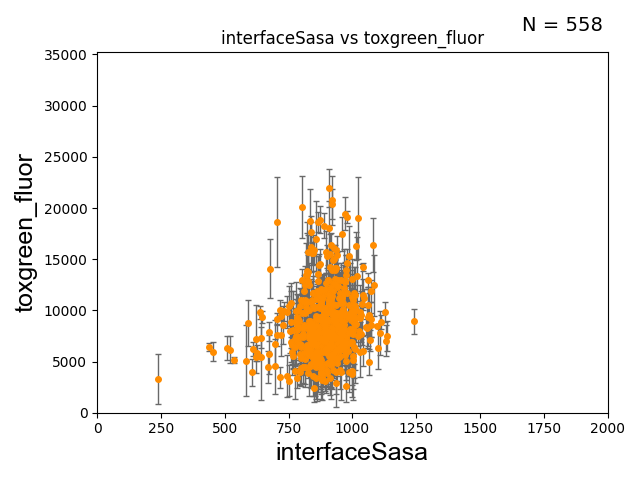 N = 558
interfaceSasa vs toxgreen_fluor
toxgreen_fluor
35000
30000
25000
20000
15000
10000
5000
0
0 250 500 750 1000 1250 1500 1750 2000
interfaceSasa